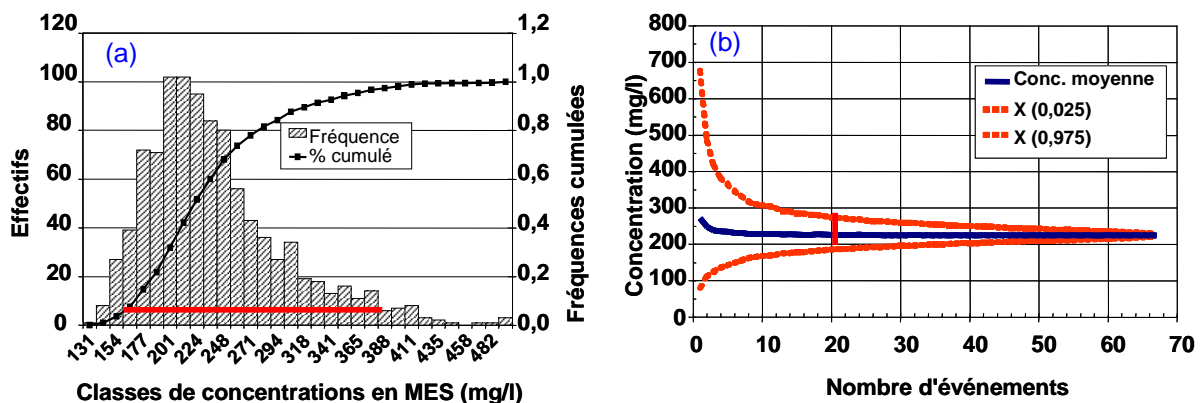 (a)
Effectifs
120
100
80
60
40
20
0
1,2
1,0
0,8
0,6
0,4
0,2
0,0
Fréquences cumulées
Fréquence
% cumulé
131 154 177 201 224 248 271 294 318 341 365 388 411 435 458 482
Classes de concentrations en MES (mg/l)
(b)
Concentration (mg/l)
800
700
600
500
400
300
200
100
0
Conc. moyenne
X (0,025)
X (0,975)
0 10 20 30 40 50 60 70
Nombre d'événements